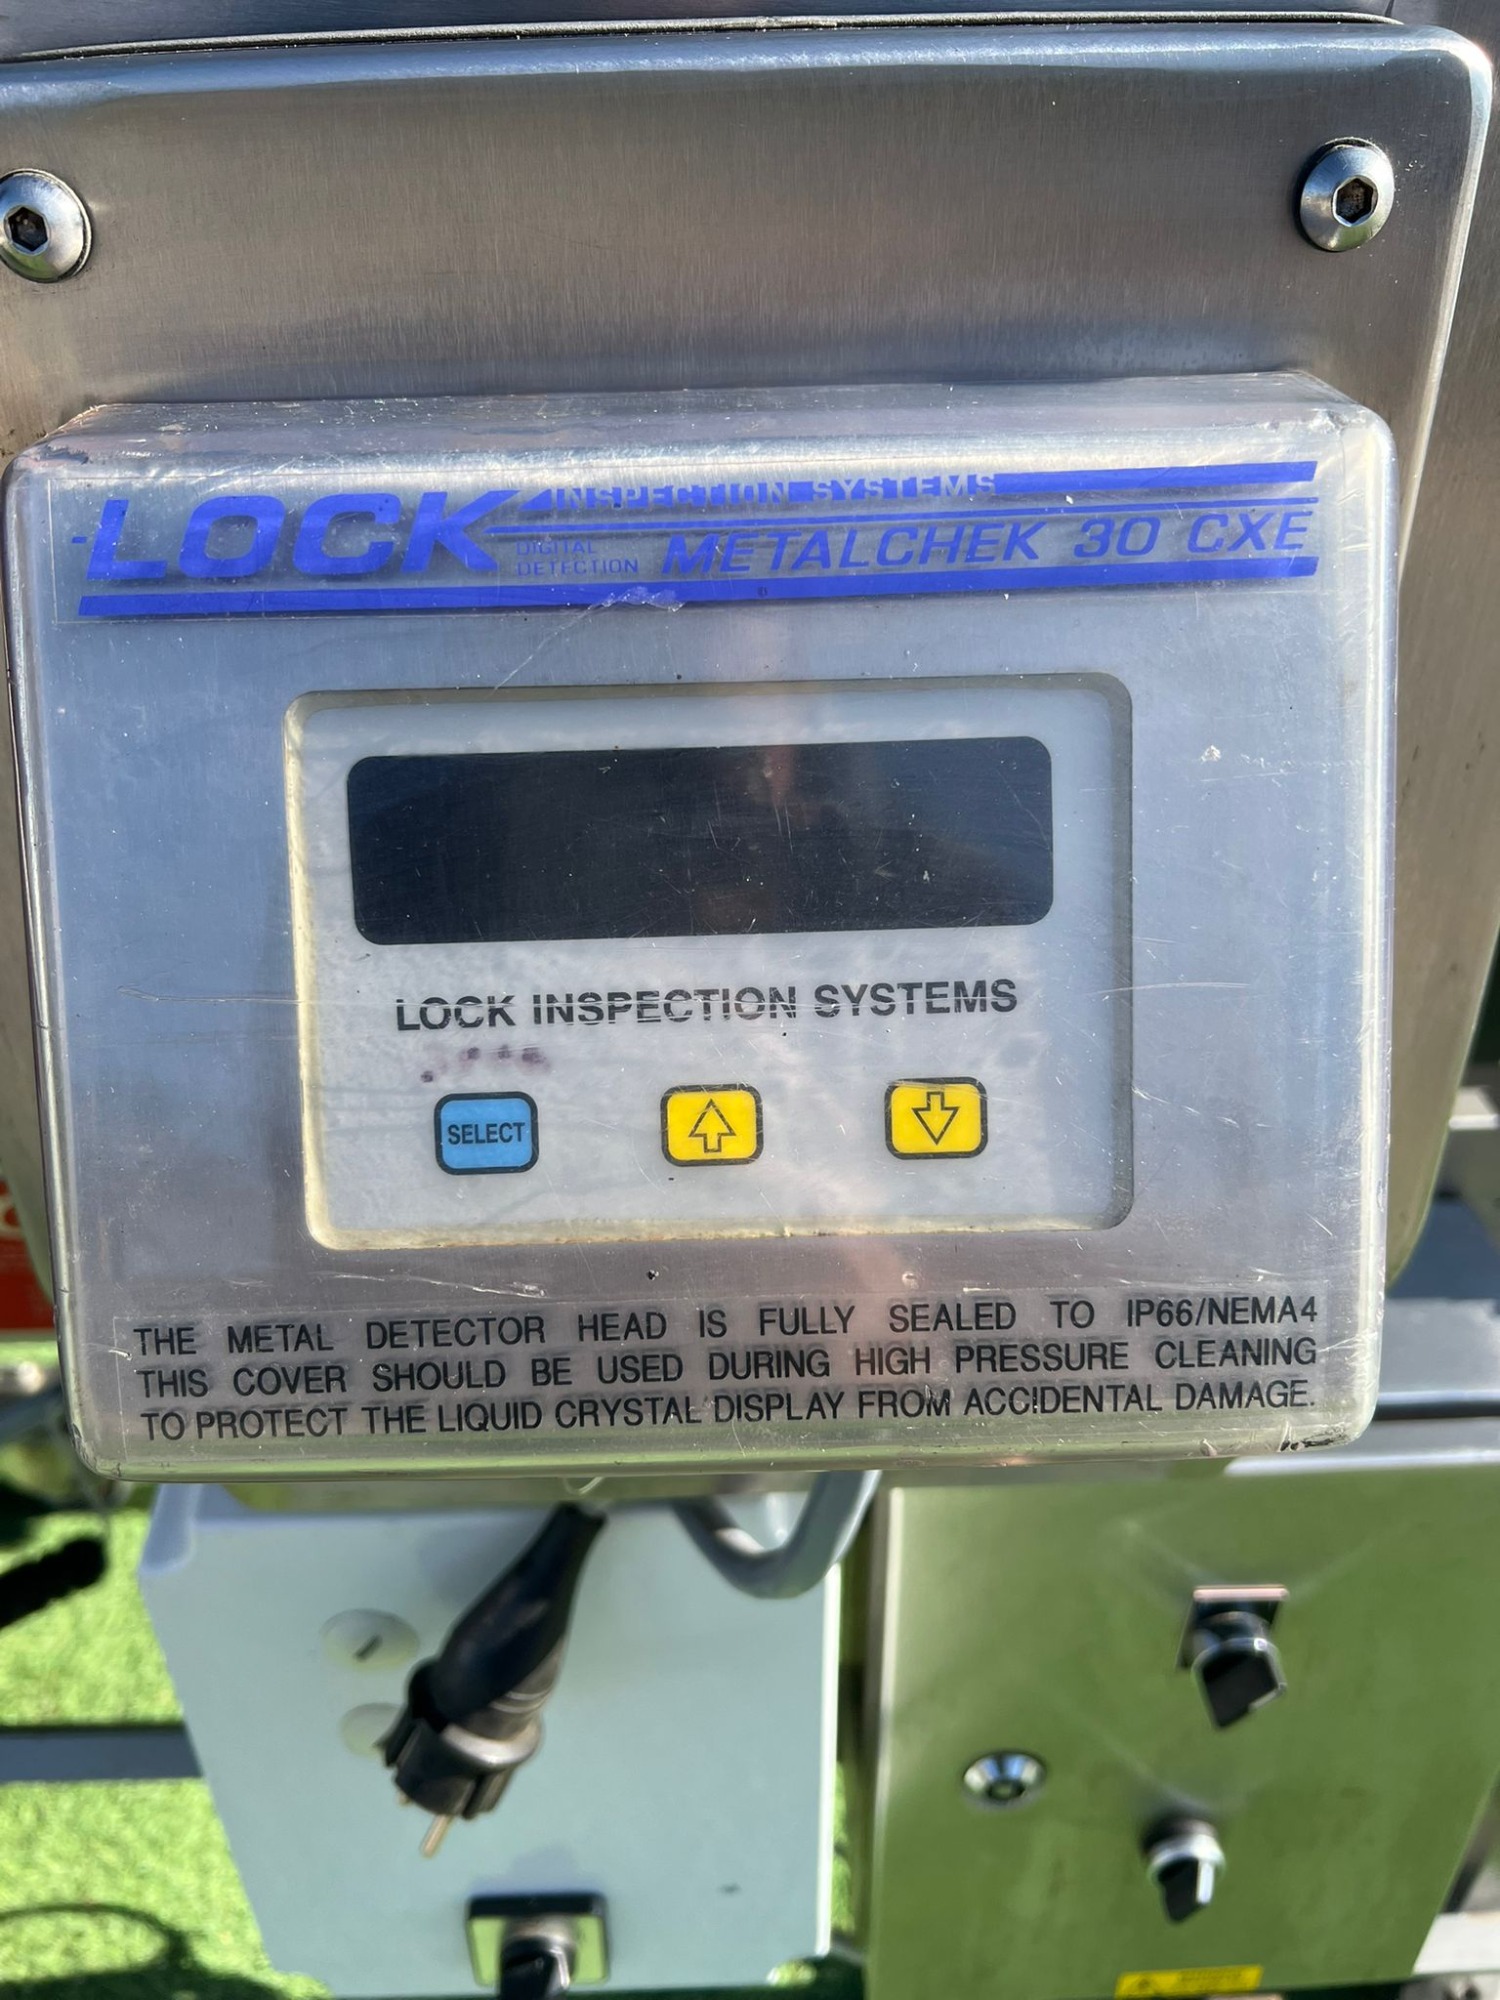 LOCK INSPECTION SYSTEMS
DIGITAL DETECTION METALCHEK 30 CXE
LOCK INSPECTION SYSTEMS
SELECT
THE METAL DETECTOR HEAD IS FULLY SEALED TO IP66/NEMA4
THIS COVER SHOULD BE USED DURING HIGH PRESSURE CLEANING
TO PROTECT THE LIQUID CRYSTAL DISPLAY FROM ACCIDENTAL DAMAGE.